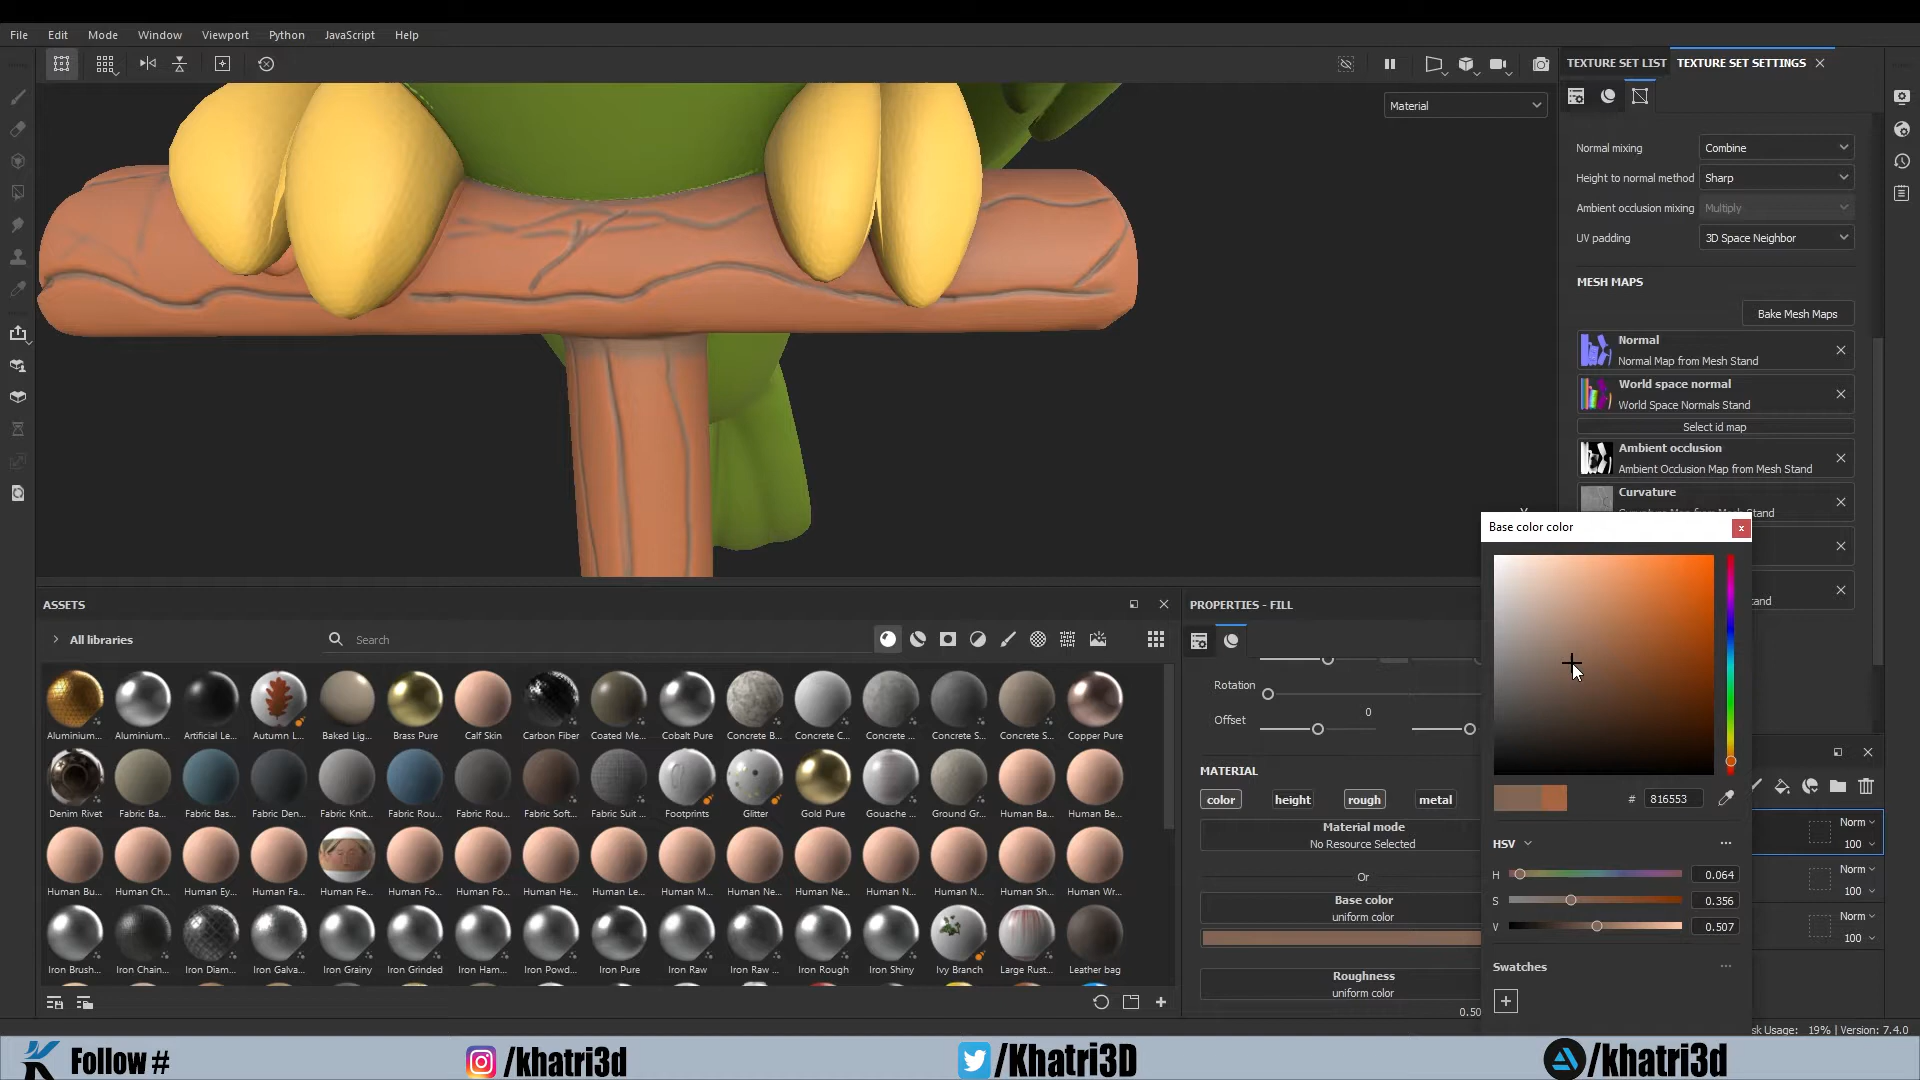 File Edit Mode Window Viewport Python JavaScript Help
Material
TEXTURE SET LIST TEXTURE SET SETTINGS
Normal mixing Combine
Height to normal method Sharp
Ambient occlusion mixing Multiply
UV padding 3D Space Neighbor
MESH MAPS
Bake Mesh Maps
Normal
Normal Map from Mesh Stand
World space normal
World Space Normals Stand
Select id map
Ambient occlusion
Ambient Occlusion Map from Mesh Stand
Curvature
Curvature Map from Mesh Stand
ASSETS
All libraries
Search
Aluminium... Aluminium... Artificial Le... Autumn L... Baked Lig... Brass Pure Calf Skin Carbon Fiber Coated Me... Cobalt Pure Concrete B... Concrete C... Concrete ... Concrete S... Concrete S... Copper Pure
Denim Rivet Fabric Ba... Fabric Bas... Fabric Den... Fabric Knit... Fabric Rou... Fabric Rou... Fabric Soft... Fabric Suit ... Footprints Glitter Gold Pure Gouache ... Ground Gr... Human Ba... Human Be...
Human Bu... Human Ch... Human Ey... Human Fa... Human Fe... Human Fo... Human Fo... Human He... Human Le... Human M... Human Ne... Human Ne... Human N... Human N... Human Sh... Human Wr...
Iron Brush... Iron Chain... Iron Diam... Iron Galva... Iron Grainy Iron Grinded Iron Ham... Iron Powd... Iron Pure Iron Raw Iron Raw ... Iron Rough Iron Shiny Ivy Branch Large Rust... Leather bag
PROPERTIES - FILL
Rotation
Offset
0
MATERIAL
color height rough metal
Material mode
No Resource Selected
Or
Base color
uniform color
Roughness
uniform color
Base color color
# 816553
HSV
H 0.064
S 0.356
V 0.507
Swatches
Norm
100
Norm
100
Norm
100
Version: 7.4.0
Usage: 19%
Follow # /khatri3d /Khatri3D /khatri3d